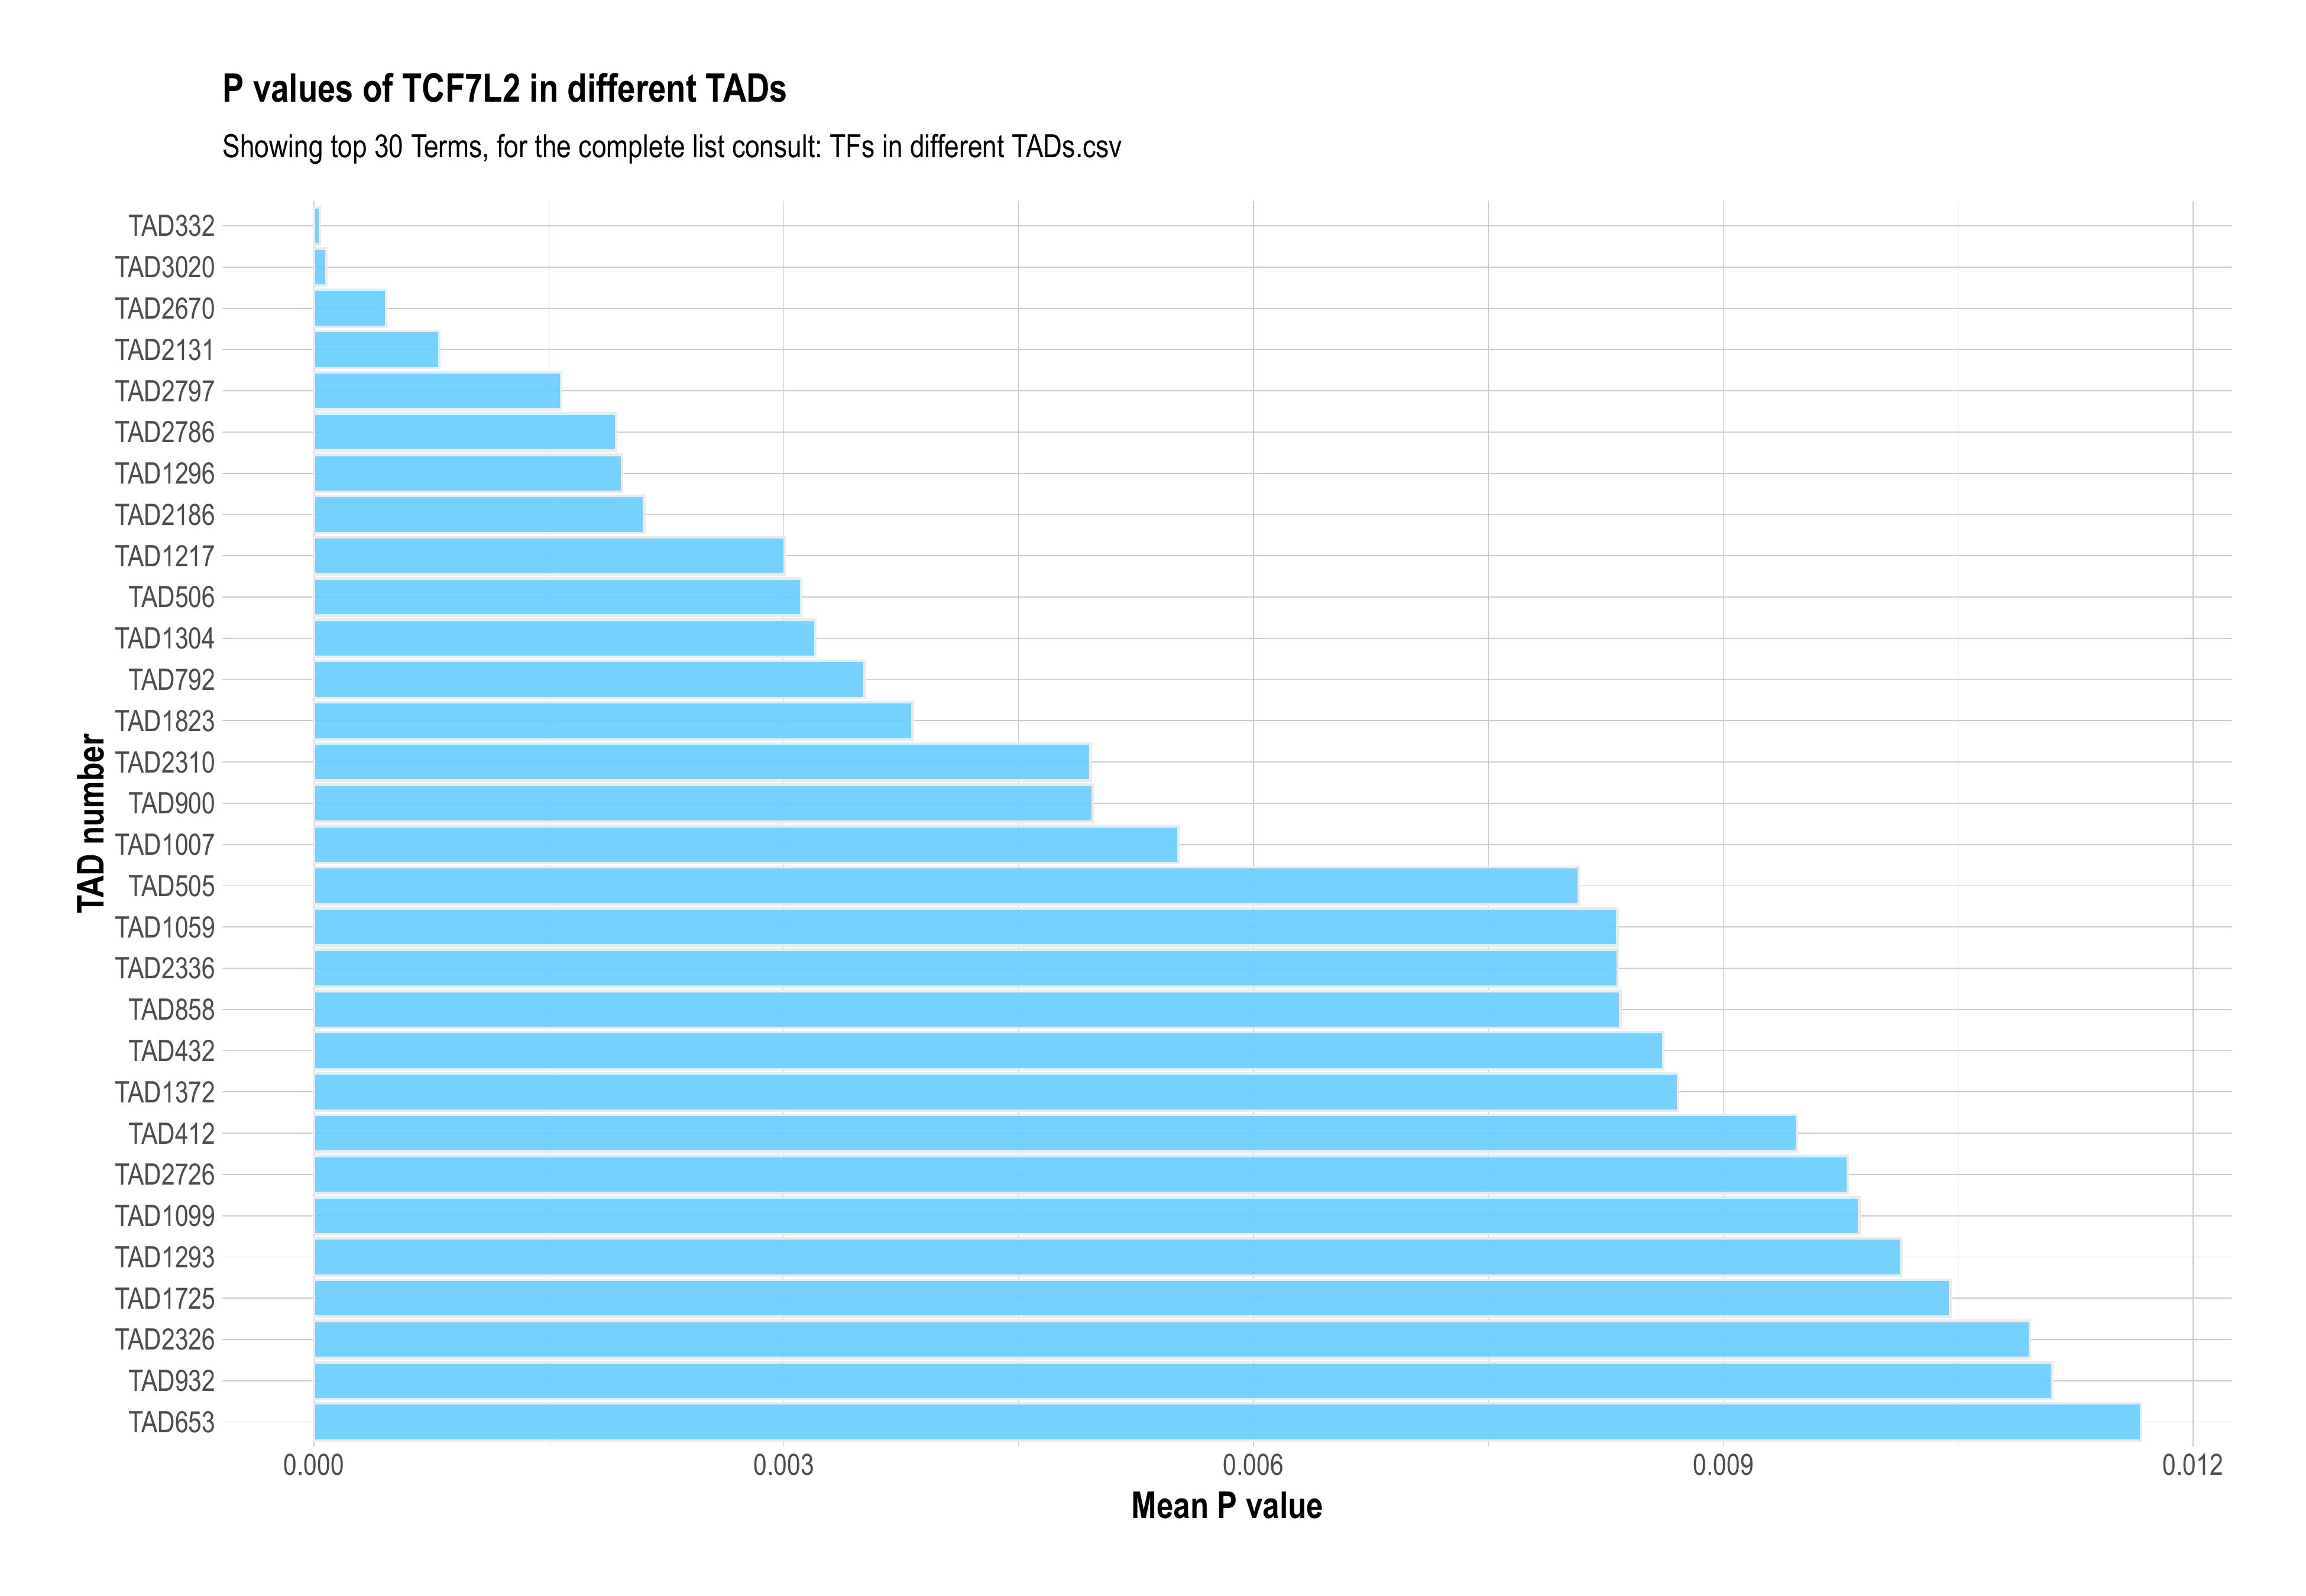 P values of TCF7L2 in different TADs
Showing top 30 Terms, for the complete list consult: TFs in different TADs.csv
TAD number
TAD332
TAD3020
TAD2670
TAD2131
TAD2797
TAD2786
TAD1296
TAD2186
TAD1217
TAD506
TAD1304
TAD792
TAD1823
TAD2310
TAD900
TAD1007
TAD505
TAD1059
TAD2336
TAD858
TAD432
TAD1372
TAD412
TAD2726
TAD1099
TAD1293
TAD1725
TAD2326
TAD932
TAD653
0.000 0.003 0.006 0.009 0.012
Mean P value